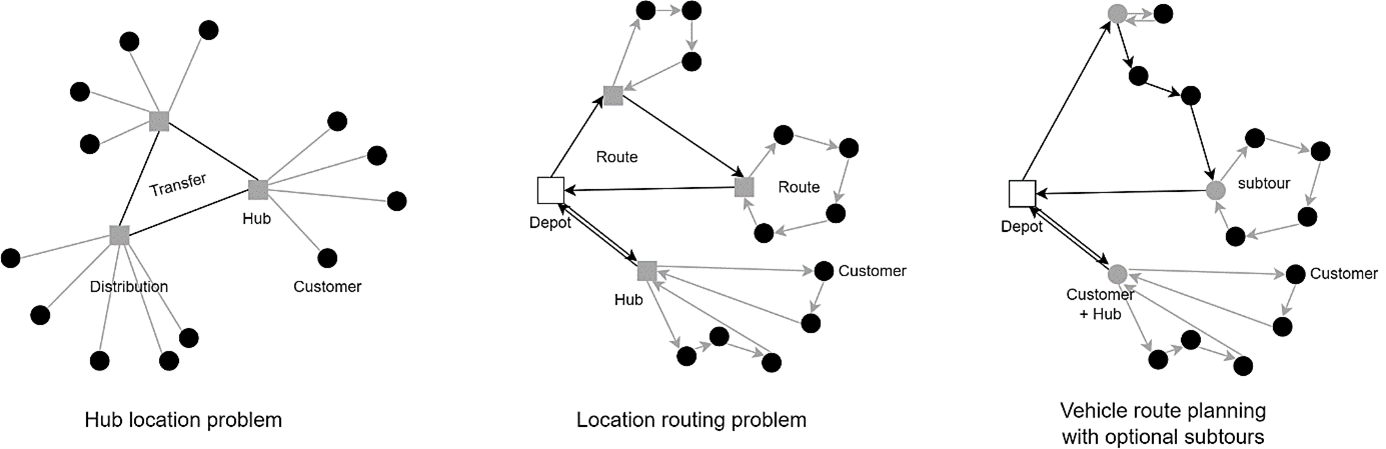 Transfer
Hub
Distribution
Customer
Hub location problem
Route
Route
Depot
Hub
Customer
Location routing problem
subtour
Depot
Customer
Customer
+ Hub
Vehicle route planning
with optional subtours